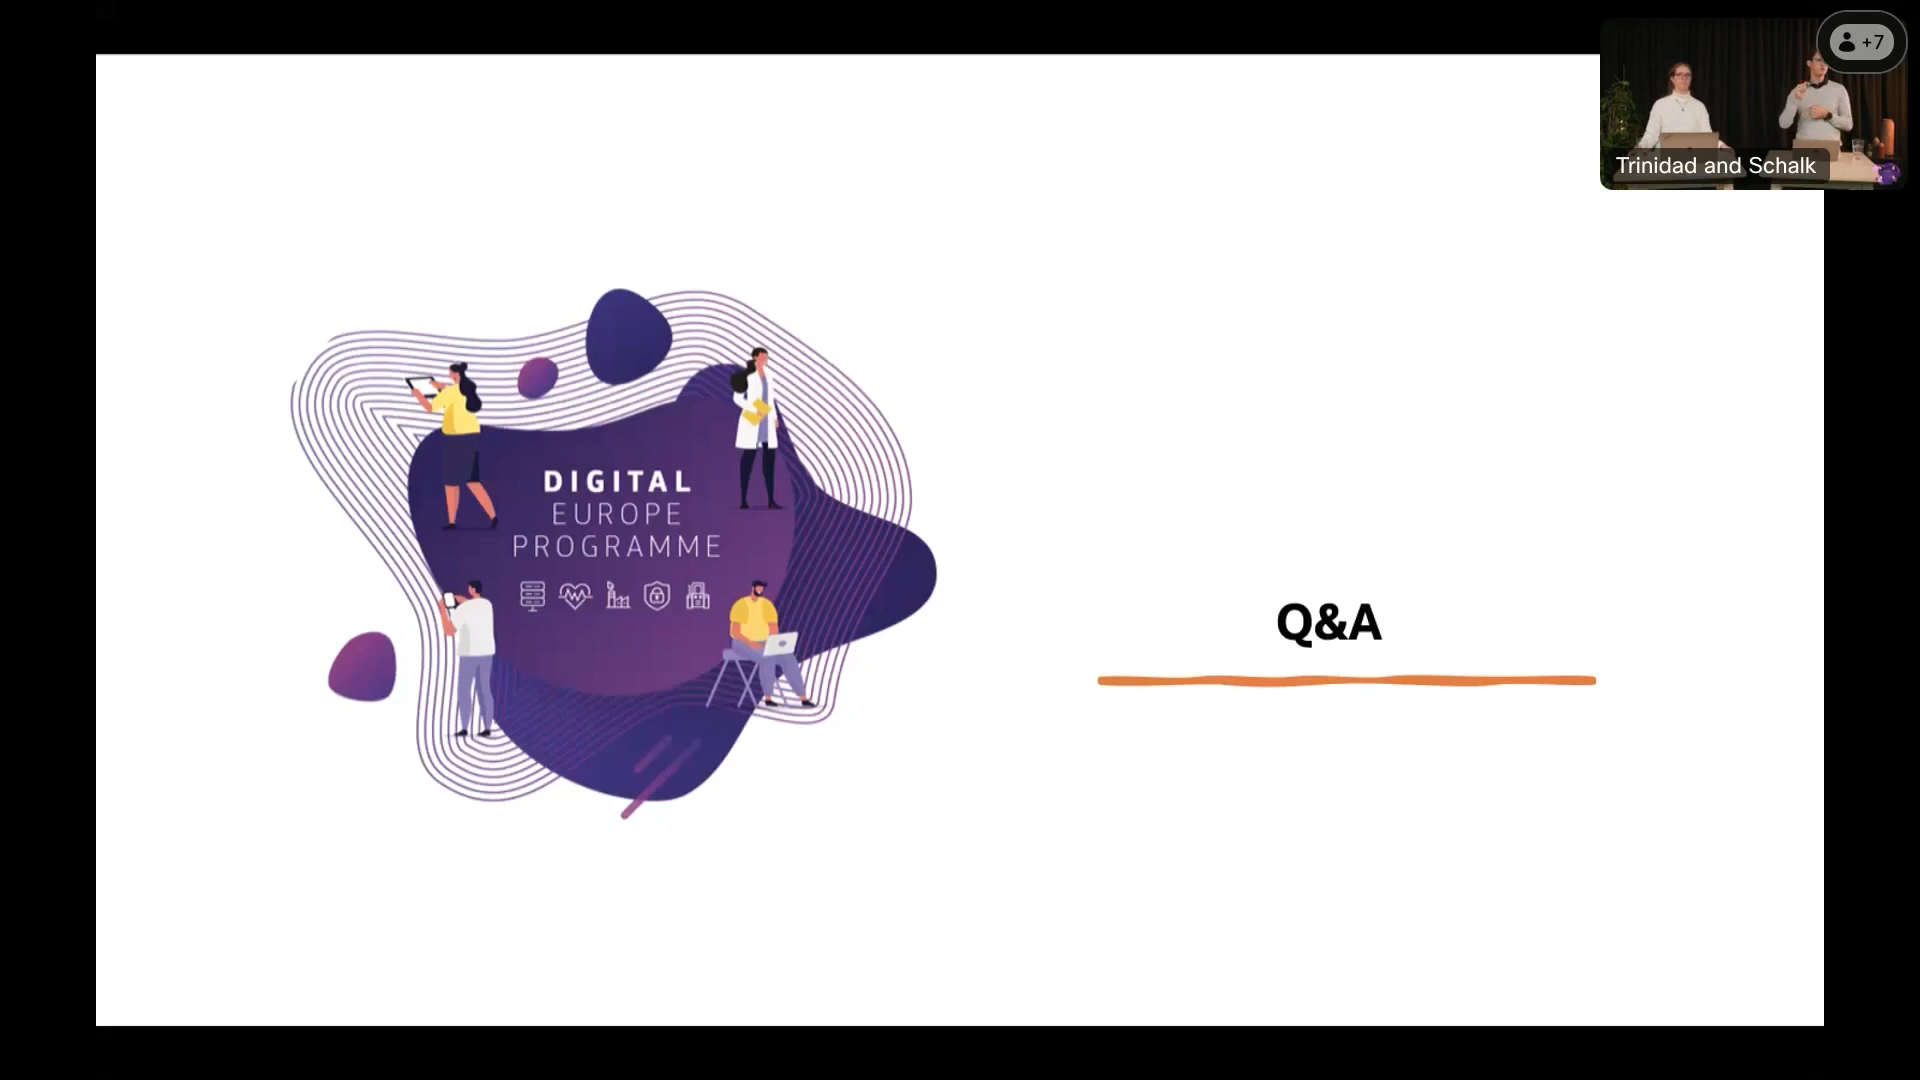 +7
Trinidad and Schalk
DIGITAL
EUROPE
PROGRAMME
Q&A